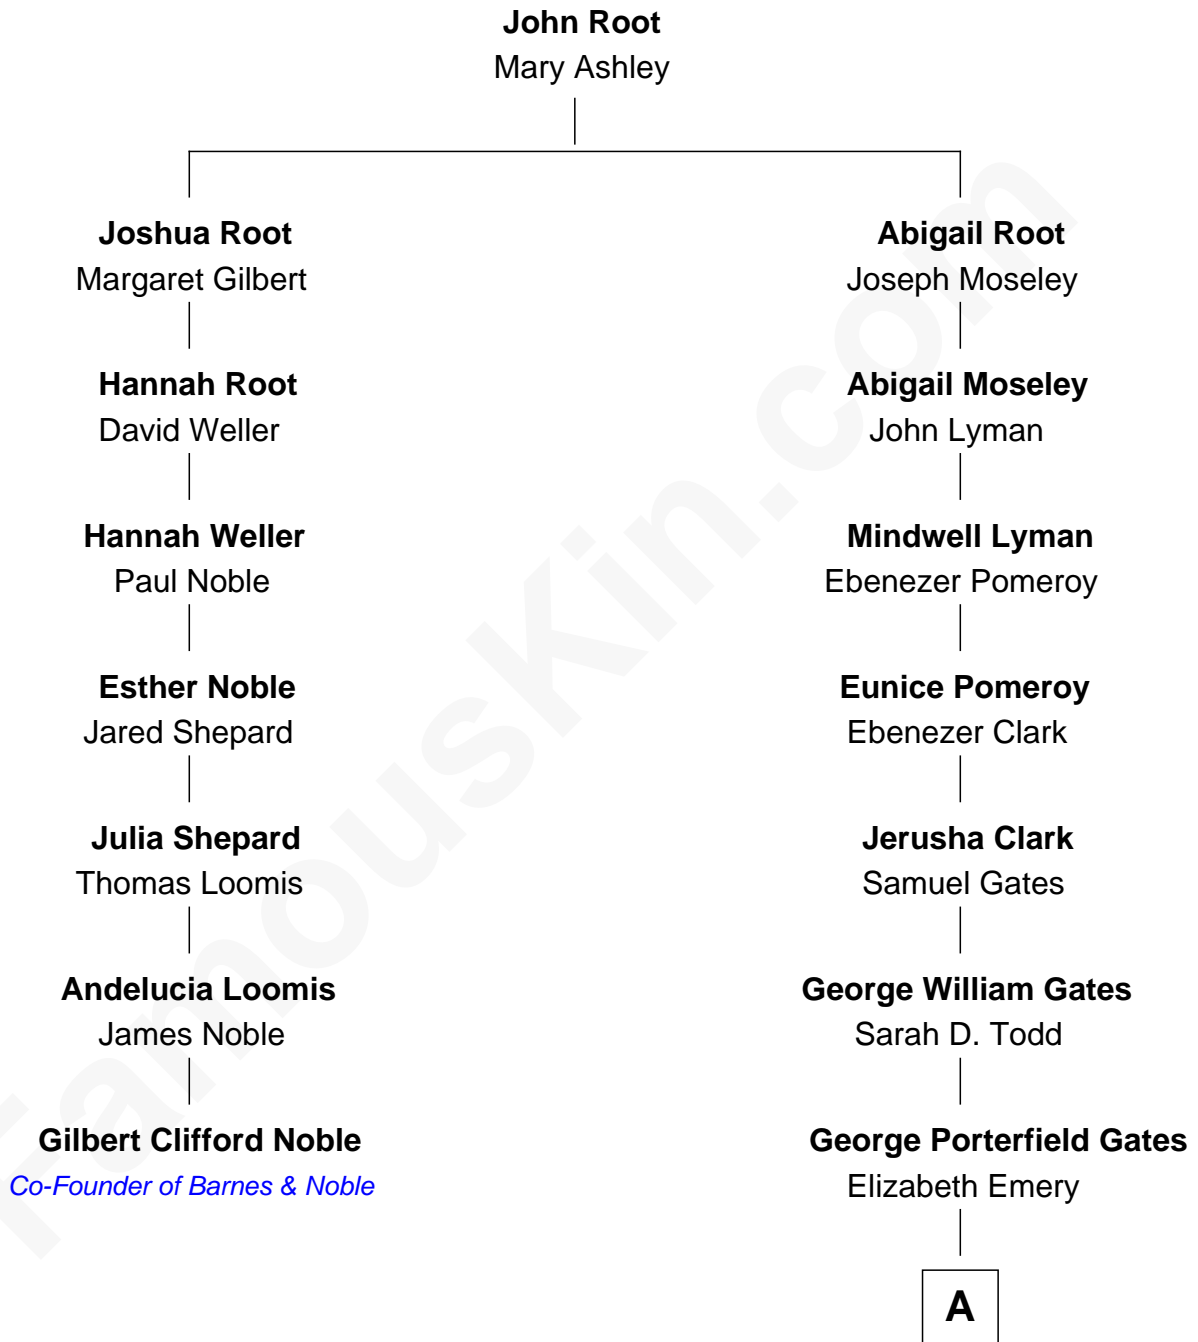 John Root
Mary Ashley
Joshua Root
Margaret Gilbert
Hannah Root
David Weller
Hannah Weller
Paul Noble
Esther Noble
Jared Shepard
Julia Shepard
Thomas Loomis
Andelucia Loomis
James Noble
Gilbert Clifford Noble
Co-Founder of Barnes & Noble
Abigail Root
Joseph Moseley
Abigail Moseley
John Lyman
Mindwell Lyman
Ebenezer Pomeroy
Eunice Pomeroy
Ebenezer Clark
Jerusha Clark
Samuel Gates
George William Gates
Sarah D. Todd
George Porterfield Gates
Elizabeth Emery
A
FamousKin.com